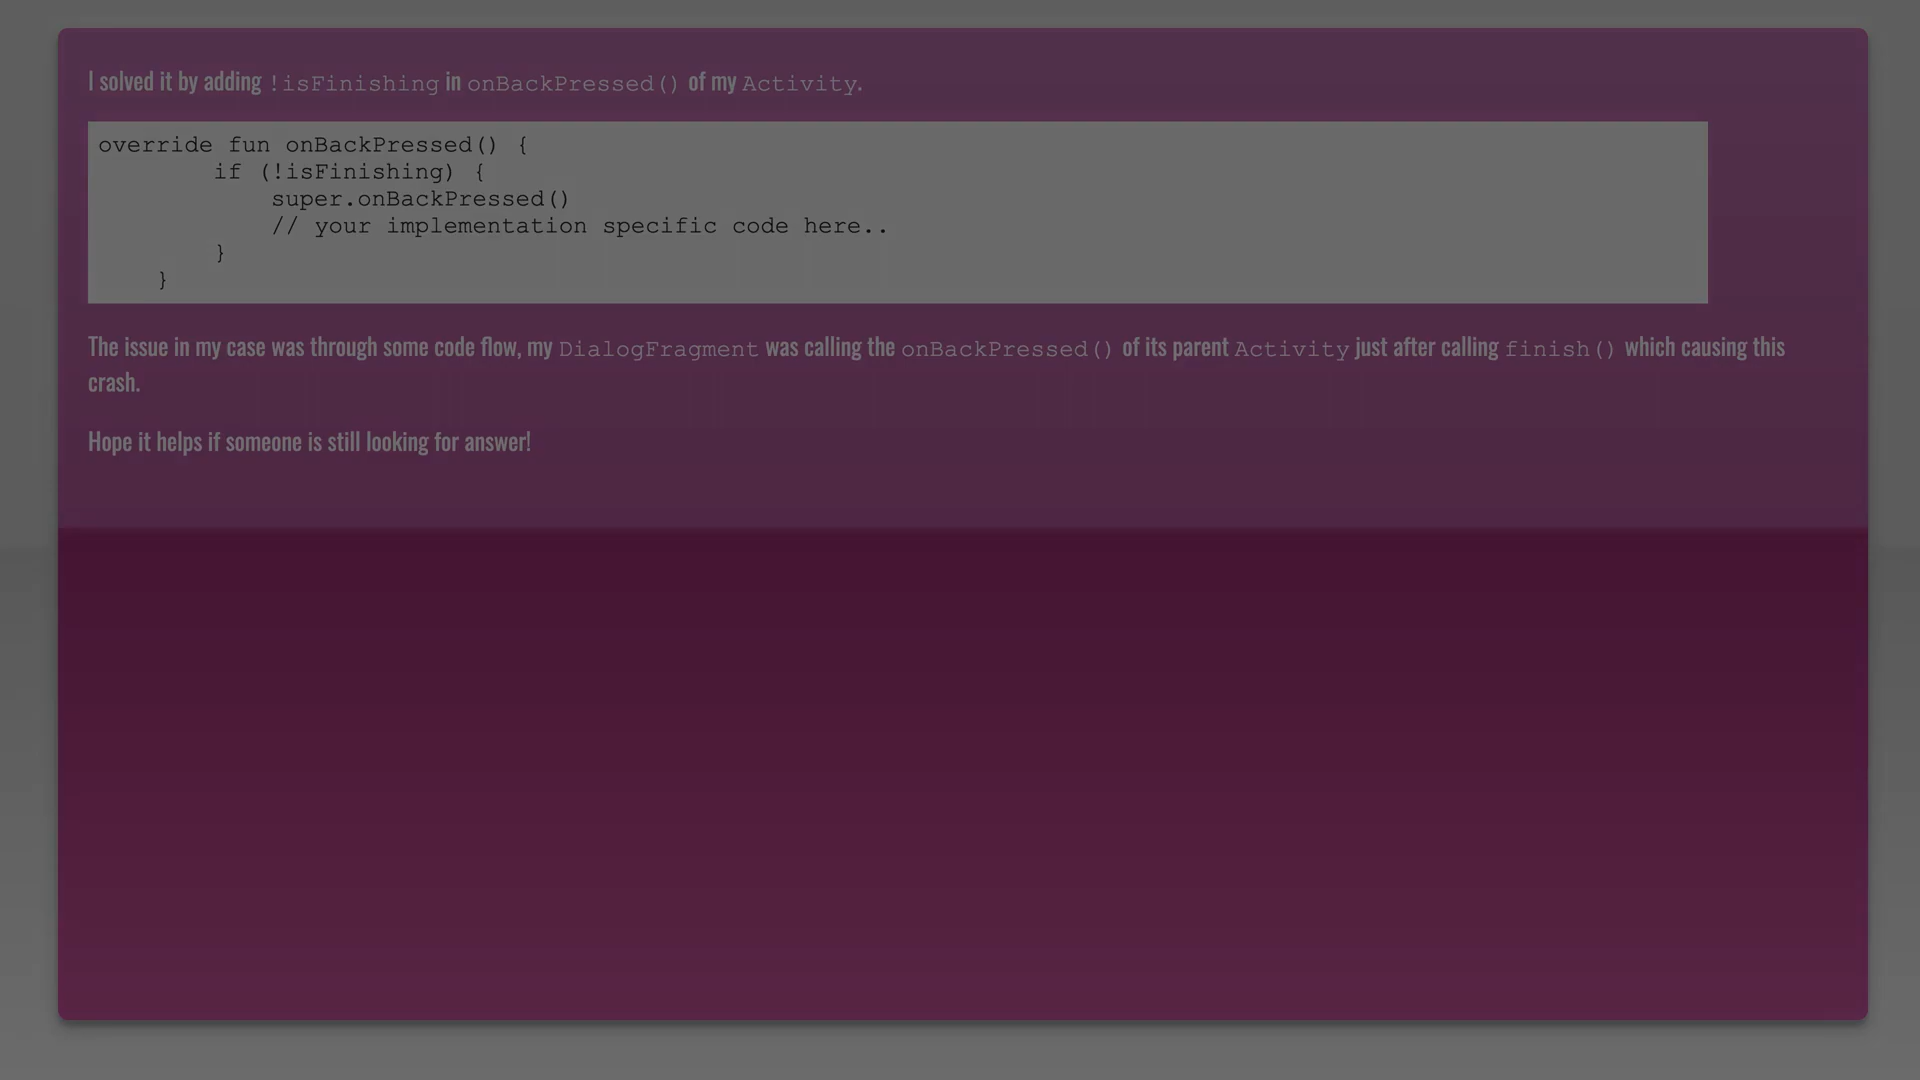 I solved it by adding !isFinishing in onBackPressed() of my Activity.
override fun onBackPressed() {
        if (!isFinishing) {
            super.onBackPressed()
            // your implementation specific code here..
        }
    }
The issue in my case was through some code flow, my DialogFragment was calling the onBackPressed() of its parent Activity just after calling finish() which causing this
crash.
Hope it helps if someone is still looking for answer!